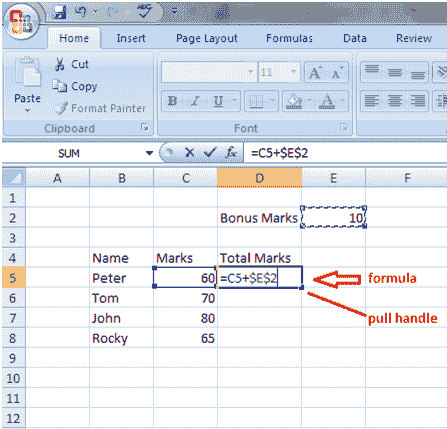 Home Insert Page Layout Formulas Data Review
Cut
Copy
Format Painter
Paste
Clipboard
11 A A
B I U A
Font
SUM =C5+$E$2
A B C D E F
1
2 Bonus Marks 10
3
4 Name Marks Total Marks
5 Peter 60 =C5+$E$2 formula
6 Tom 70
7 John 80 pull handle
8 Rocky 65
9
10
11
12